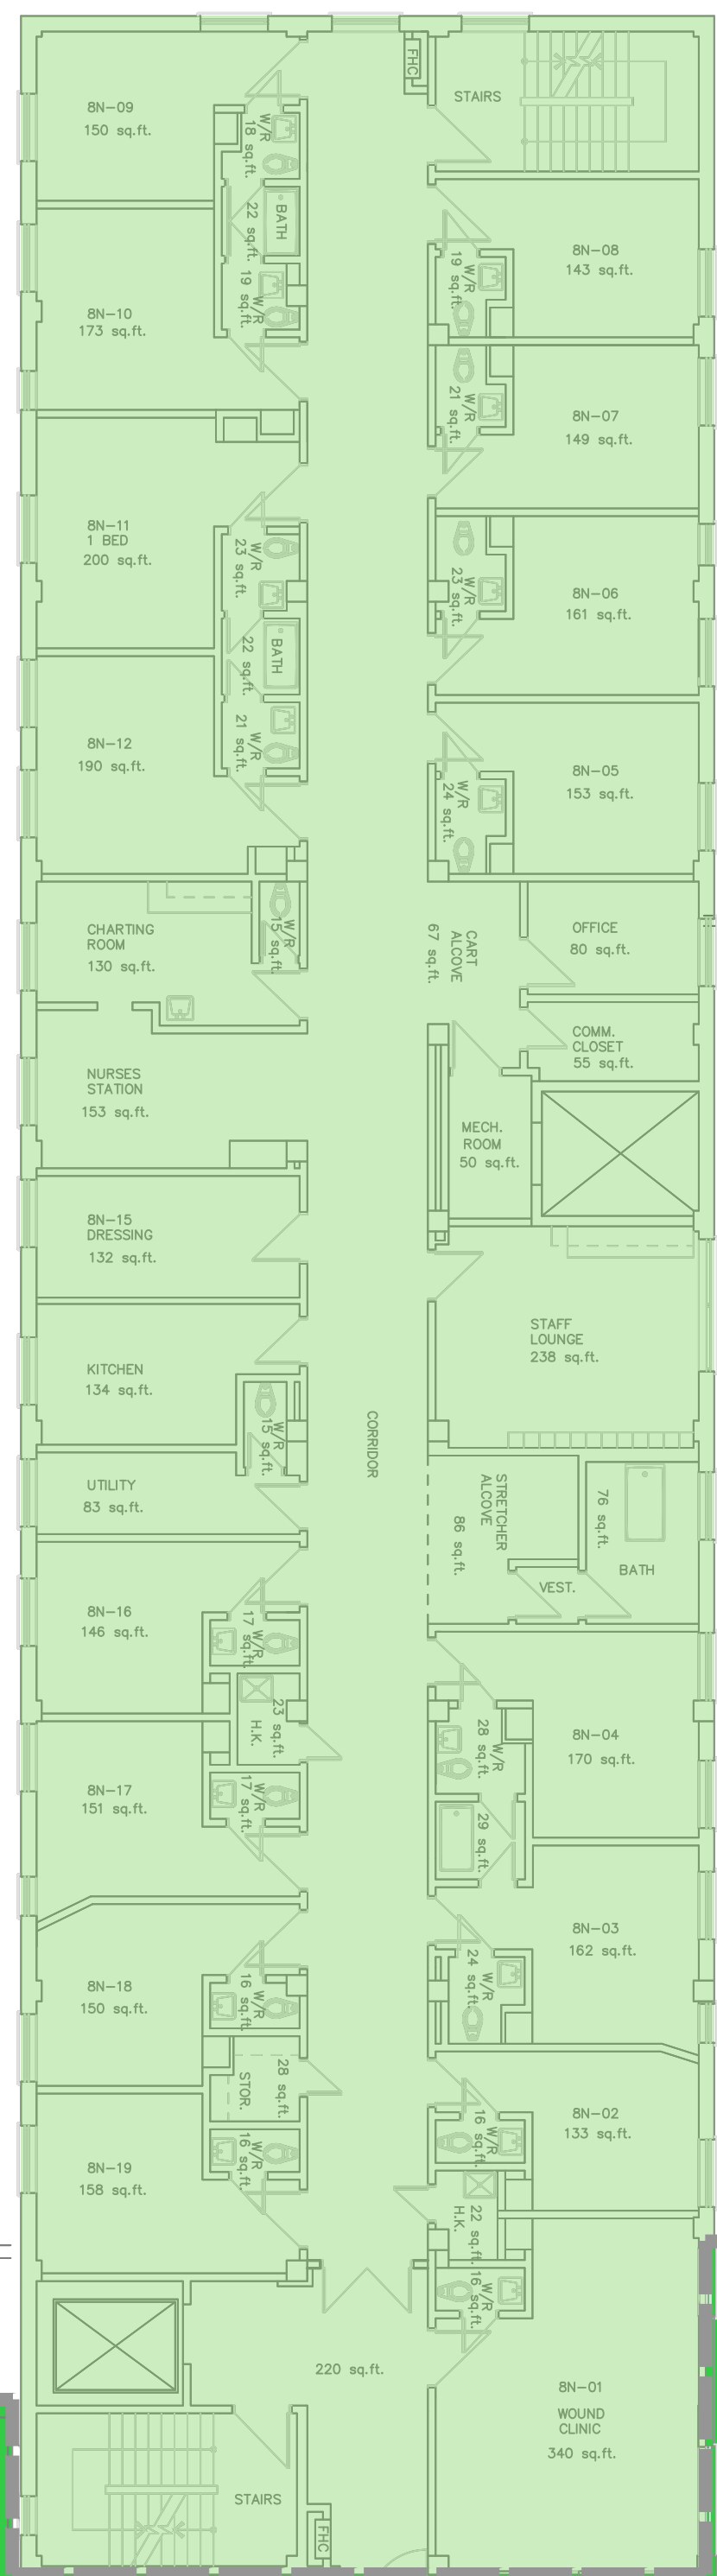 FHC
STAIRS
8N-09
150 sq.ft.
W/R
18 sq.ft.
BATH
22 sq.ft.
W/R
19 sq.ft.
8N-10
173 sq.ft.
8N-08
143 sq.ft.
W/R
19 sq.ft.
8N-07
149 sq.ft.
W/R
21 sq.ft.
8N-11
1 BED
200 sq.ft.
W/R
23 sq.ft.
BATH
22 sq.ft.
W/R
21 sq.ft.
8N-06
161 sq.ft.
W/R
23 sq.ft.
8N-12
190 sq.ft.
8N-05
153 sq.ft.
W/R
24 sq.ft.
CHARTING
ROOM
130 sq.ft.
W/R
15 sq.ft.
CART
ALCOVE
67 sq.ft.
OFFICE
80 sq.ft.
COMM.
CLOSET
55 sq.ft.
NURSES
STATION
153 sq.ft.
MECH.
ROOM
50 sq.ft.
8N-15
DRESSING
132 sq.ft.
STAFF
LOUNGE
238 sq.ft.
KITCHEN
134 sq.ft.
W/R
15 sq.ft.
CORRIDOR
UTILITY
83 sq.ft.
STRETCHER
ALCOVE
86 sq.ft.
76 sq.ft.
BATH
VEST.
8N-16
146 sq.ft.
W/R
17 sq.ft.
23 sq.ft.
H.K.
8N-04
170 sq.ft.
W/R
28 sq.ft.
8N-17
151 sq.ft.
W/R
17 sq.ft.
29 sq.ft.
8N-03
162 sq.ft.
W/R
24 sq.ft.
8N-18
150 sq.ft.
W/R
16 sq.ft.
28 sq.ft.
STOR.
8N-02
133 sq.ft.
W/R
16 sq.ft.
8N-19
158 sq.ft.
W/R
16 sq.ft.
22 sq.ft.
H.K.
W/R
16 sq.ft.
220 sq.ft.
8N-01
WOUND
CLINIC
340 sq.ft.
STAIRS
FHC